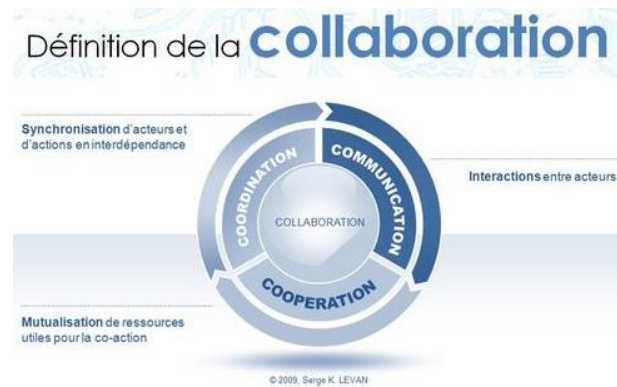 Définition de la collaboration
Synchronisation d'acteurs et
d'actions en interdépendance
COORDINATION
COMMUNICATION
Interactions entre acteurs
COLLABORATION
COOPERATION
Mutualisation de ressources
utiles pour la co-action
© 2009, Serge K. LEVAN